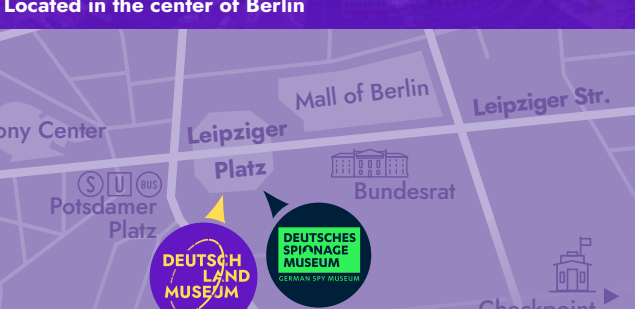 Located in the center of Berlin
Mall of Berlin
Leipziger Str.
ony Center
Leipziger
Platz
S U BUS
Potsdamer
Platz
Bundesrat
DEUTSCH
LAND
MUSEUM
DEUTSCHES
SPIONAGE
MUSEUM
GERMAN SPY MUSEUM
Checkpoint